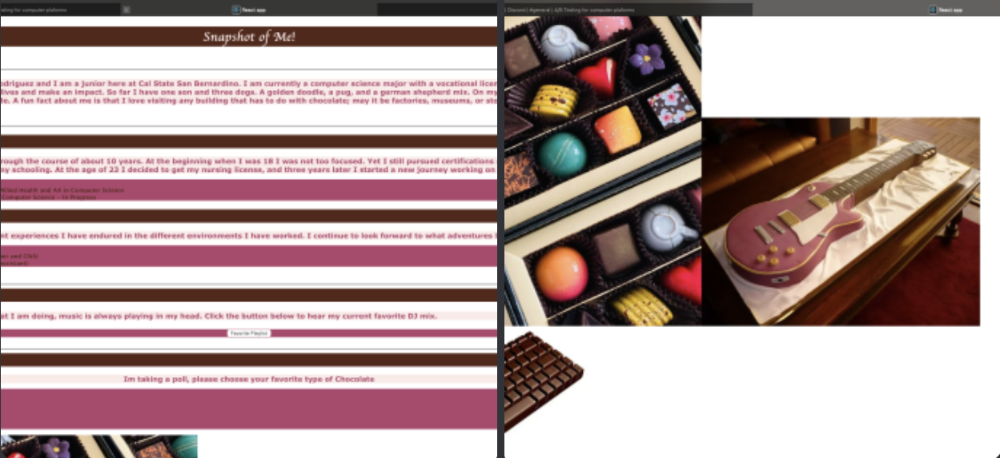 sting for computer plaforms
React app
Discord | #general | A/B Testing for computer plaforms
React app
Snapshot of Me!
odriguez and I am a junior here at Cal State San Bernardino. I am currently a computer science major with a vocational licen
lives and make an impact. So far I have one son and three dogs. A golden doodle, a pug, and a german shepherd mix. On my
le. A fun fact about me is that I love visiting any building that has to do with chocolate; may it be factories, museums, or sto
rough the course of about 10 years. At the beginning when I was 18 I was not too focused. Yet I still pursued certifications
sy schooling. At the age of 23 I decided to get my nursing license, and three years later I started a new journey working on
Allied Health and AA in Computer Science
Computer Science - In Progress
nt experiences I have endured in the different environments I have worked. I continue to look forward to what adventures
er and CNA)
Assistant)
at I am doing, music is always playing in my head. Click the button below to hear my current favorite DJ mix.
Favorite Playlist
Im taking a poll, please choose your favorite type of Chocolate